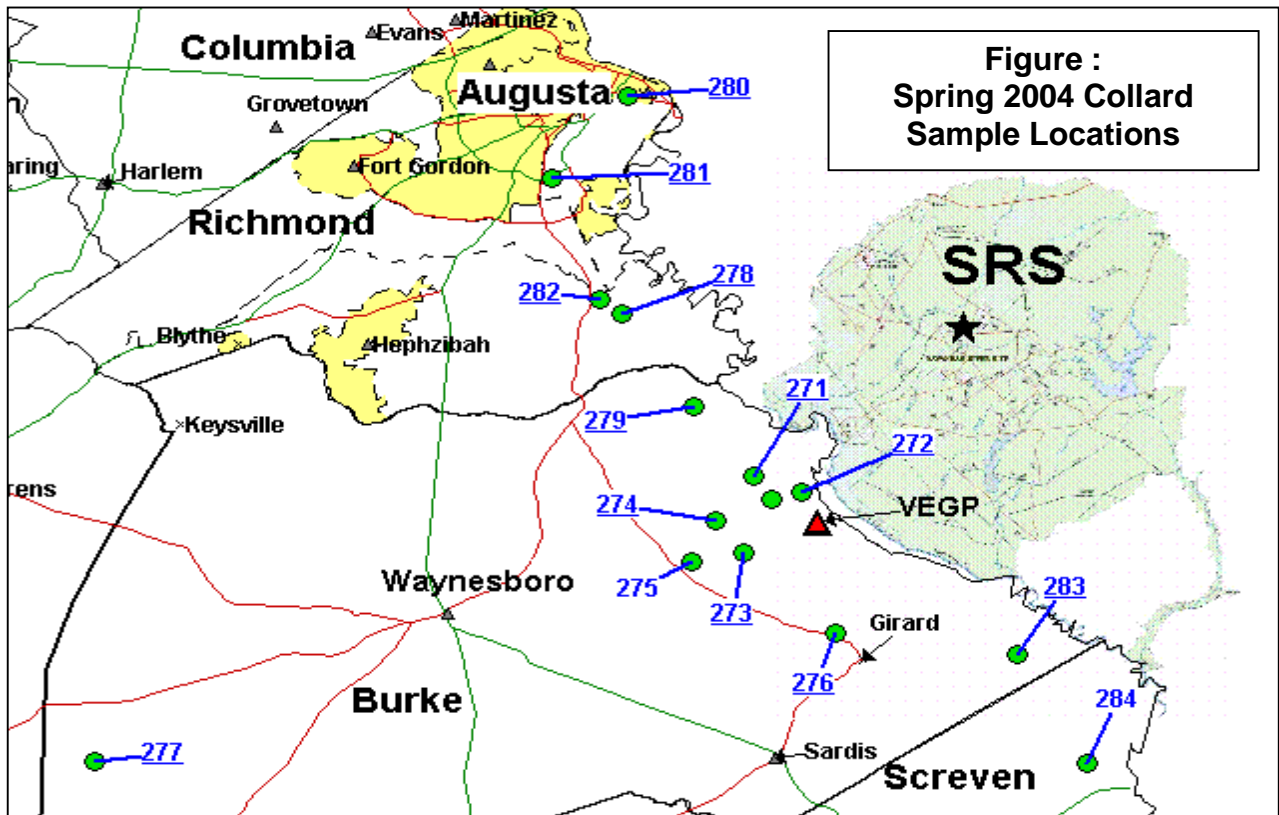 Figure :
Spring 2004 Collard
Sample Locations
Martinez
Evans
Columbia
Augusta
280
Grovetown
n
aring
Harlem
Fort Gordon
281
Richmond
SRS
278
282
Blythe
Hephzibah
279
271
Keysville
272
rens
274
VEGP
275
273
Waynesboro
283
Girard
276
Burke
284
277
Sardis
Screven